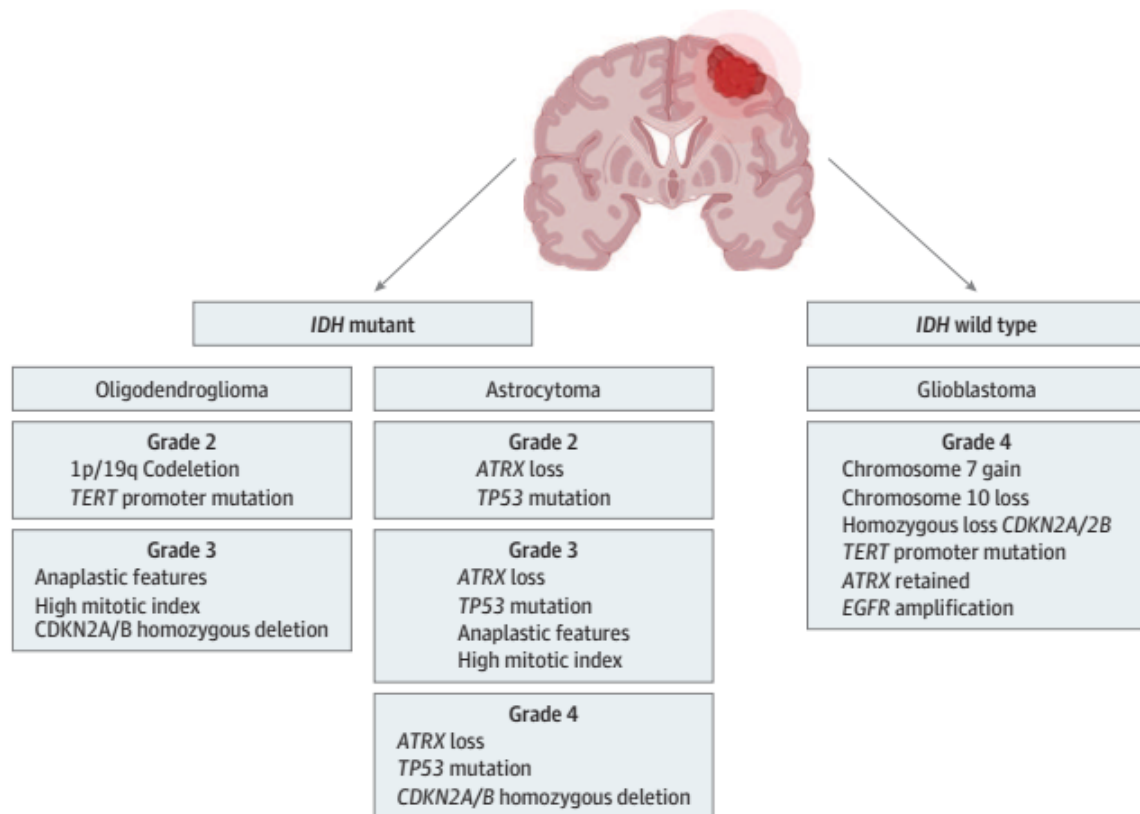 IDH mutant
IDH wild type
Oligodendroglioma
Astrocytoma
Glioblastoma
Grade 2
1p/19q Codeletion
TERT promoter mutation
Grade 2
ATRX loss
TP53 mutation
Grade 4
Chromosome 7 gain
Chromosome 10 loss
Homozygous loss CDKN2A/2B
TERT promoter mutation
ATRX retained
EGFR amplification
Grade 3
Anaplastic features
High mitotic index
CDKN2A/B homozygous deletion
Grade 3
ATRX loss
TP53 mutation
Anaplastic features
High mitotic index
Grade 4
ATRX loss
TP53 mutation
CDKN2A/B homozygous deletion